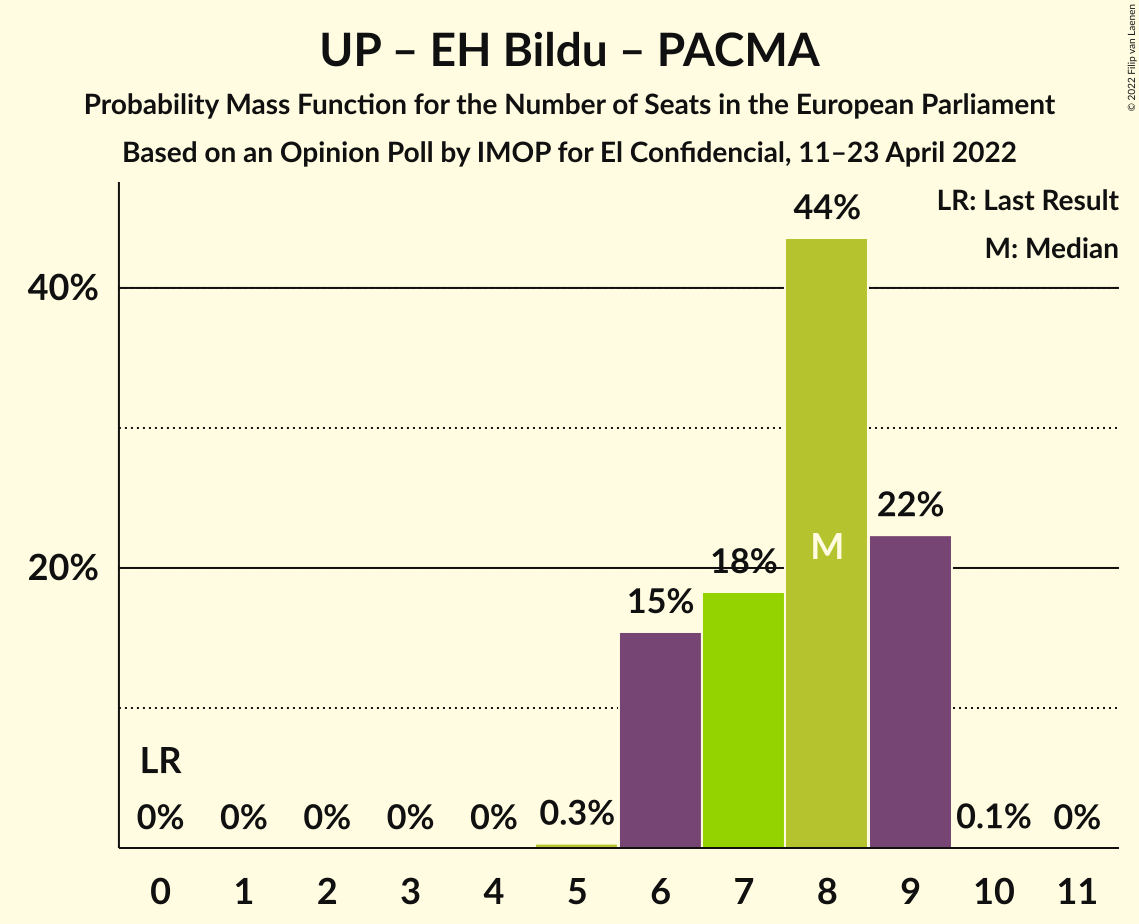 UP – EH Bildu – PACMA
Probability Mass Function for the Number of Seats in the European Parliament
Based on an Opinion Poll by IMOP for El Confidencial, 11–23 April 2022
© 2022 Filip van Laenen
LR: Last Result
M: Median
44%
40%
22%
M
20%
18%
15%
LR
0%
0%
0%
0%
0%
0.3%
0.1%
0%
0 1 2 3 4 5 6 7 8 9 10 11